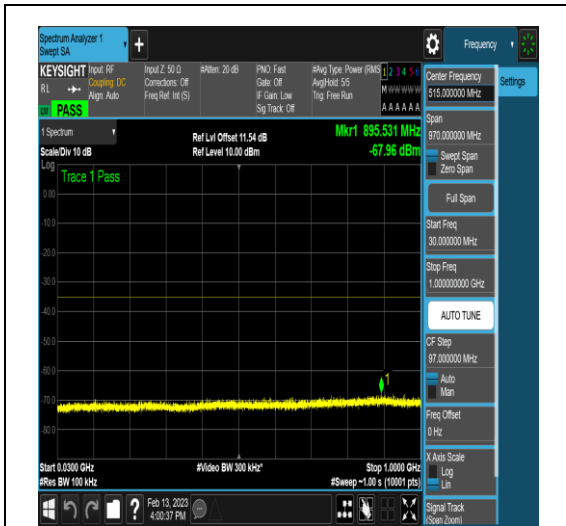 Spectrum Analyzer 1
Swept SA
+
Frequency
KEYSIGHT
RL
PASS
Input: RF
Coupling: DC
Align: Auto
Input Z: 50 Ω
Corrections: Off
Freq Ref: Int (S)
#Atten: 20 dB
PNO: Fast
Gate: Off
IF Gain: Low
Sig Track: Off
#Avg Type: Power (RMS
Avg|Hold: 5/5
Trig: Free Run
1 2 3 4 5 6
M W W W W W
A A A A A A
1 Spectrum
Scale/Div 10 dB
Ref Lvl Offset 11.54 dB
Ref Level 10.00 dBm
Mkr1 895.531 MHz
-67.96 dBm
Log
Trace 1 Pass
0.00
-10.0
-20.0
-30.0
-40.0
-50.0
-60.0
-70.0
-80.0
1
Start 0.0300 GHz
#Res BW 100 kHz
#Video BW 300 kHz*
Stop 1.0000 GHz
#Sweep ~1.00 s (10001 pts)
Feb 13, 2023
4:00:37 PM
Center Frequency
515.000000 MHz
Settings
Span
970.000000 MHz
Swept Span
Zero Span
Full Span
Start Freq
30.000000 MHz
Stop Freq
1.000000000 GHz
AUTO TUNE
CF Step
97.000000 MHz
Auto
Man
Freq Offset
0 Hz
X Axis Scale
Log
Lin
Signal Track
(Span Zoom)